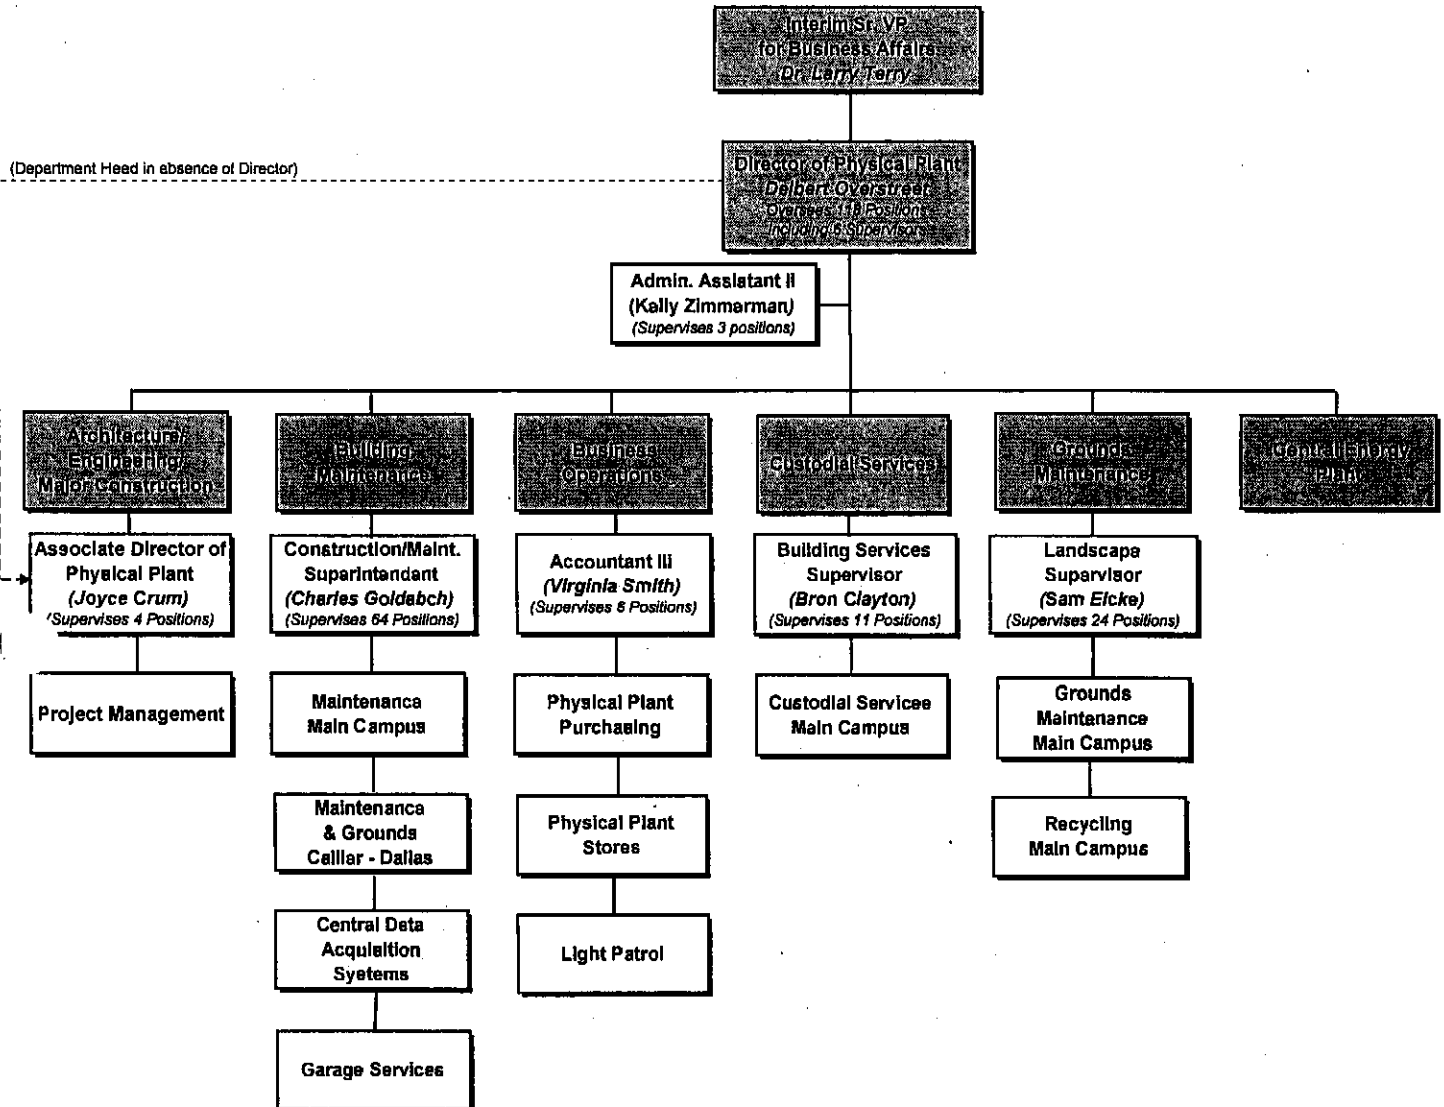 Interim Sr. VP
for Business Affairs
Dr. Larry Terry
(Department Head in absence of Director)
Director of Physical Plant
Delbert Overstreet
Oversees 118 Positions
Including 6 Supervisors
Admin. Assistant II
(Kelly Zimmerman)
(Supervises 3 positions)
Architecture/
Engineering/
Major Construction
Building
Maintenance
Business
Operations
Custodial Services
Grounds
Maintenance
Central Energy
Plant
Associate Director of
Physical Plant
(Joyce Crum)
(Supervises 4 Positions)
Construction/Maint.
Superintendant
(Charles Goldabch)
(Supervises 64 Positions)
Accountant III
(Virginia Smith)
(Supervises 6 Positions)
Building Services
Supervisor
(Bron Clayton)
(Supervises 11 Positions)
Landscape
Supervisor
(Sam Eicke)
(Supervises 24 Positions)
Project Management
Maintenance
Main Campus
Physical Plant
Purchasing
Custodial Services
Main Campus
Grounds
Maintenance
Main Campus
Maintenance
& Grounds
Callier - Dallas
Physical Plant
Stores
Recycling
Main Campus
Central Data
Acquisition
Systems
Light Patrol
Garage Services